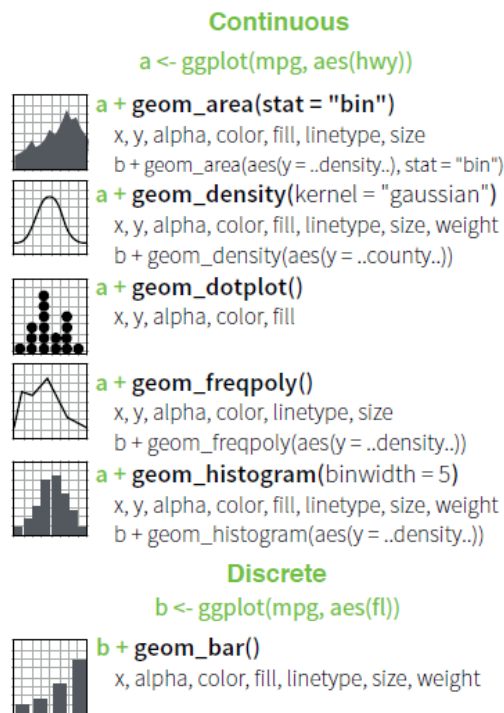 Continuous
a <- ggplot(mpg, aes(hwy))
a + geom_area(stat = "bin")
x, y, alpha, color, fill, linetype, size
b + geom_area(aes(y = ..density..), stat = "bin")
a + geom_density(kernel = "gaussian")
x, y, alpha, color, fill, linetype, size, weight
b + geom_density(aes(y = ..county..))
a + geom_dotplot()
x, y, alpha, color, fill
a + geom_freqpoly()
x, y, alpha, color, linetype, size
b + geom_freqpoly(aes(y = ..density..))
a + geom_histogram(binwidth = 5)
x, y, alpha, color, fill, linetype, size, weight
b + geom_histogram(aes(y = ..density..))
Discrete
b <- ggplot(mpg, aes(fl))
b + geom_bar()
x, alpha, color, fill, linetype, size, weight